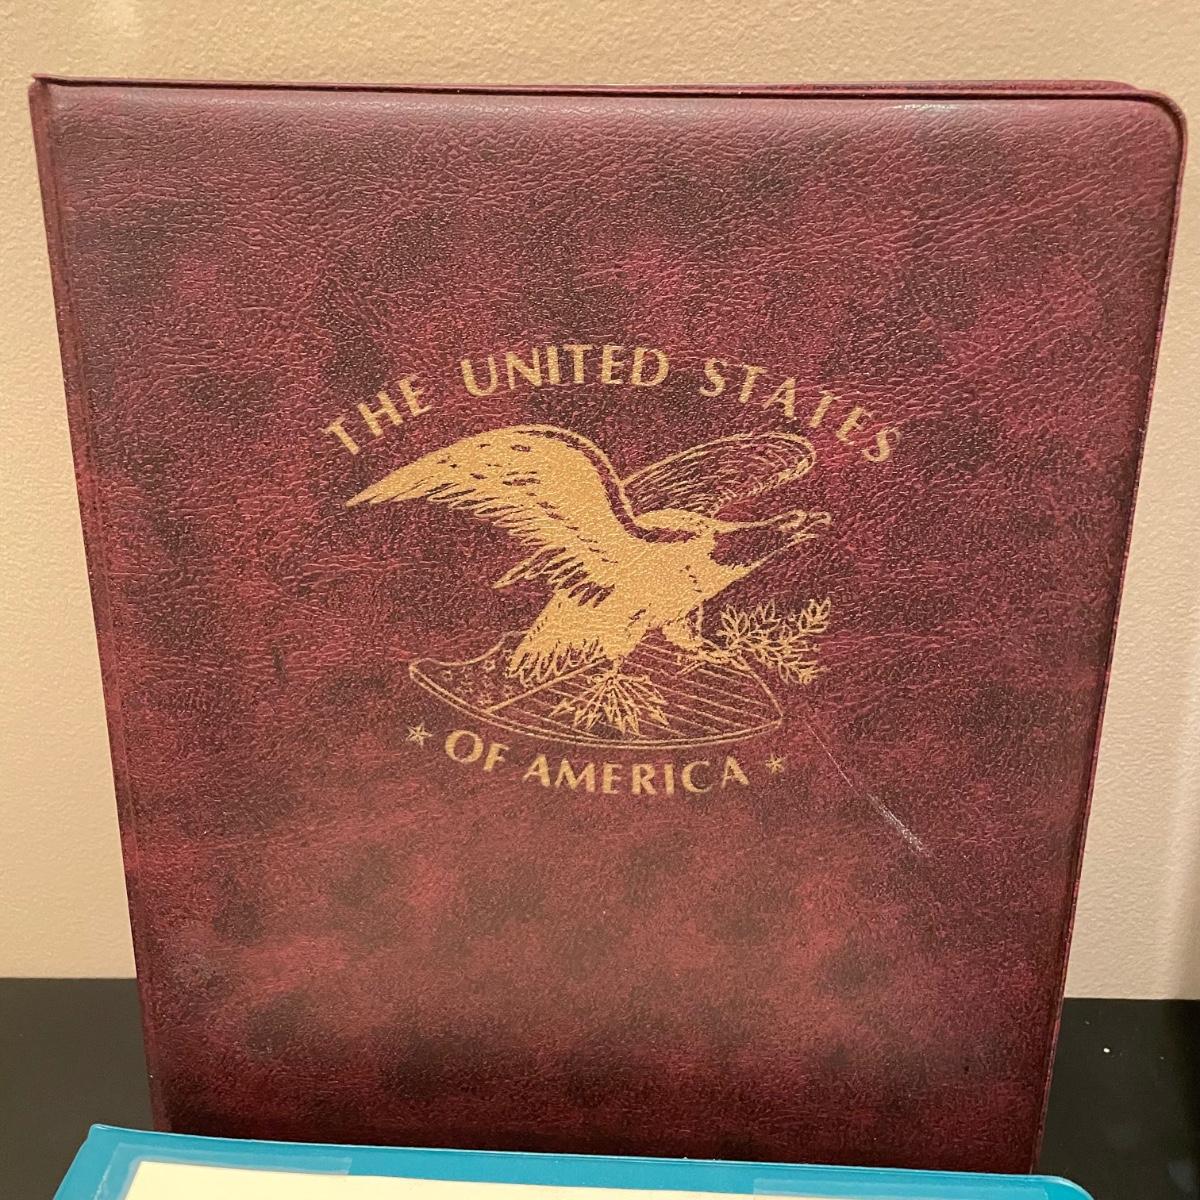 THE UNITED STATES
* OF AMERICA *